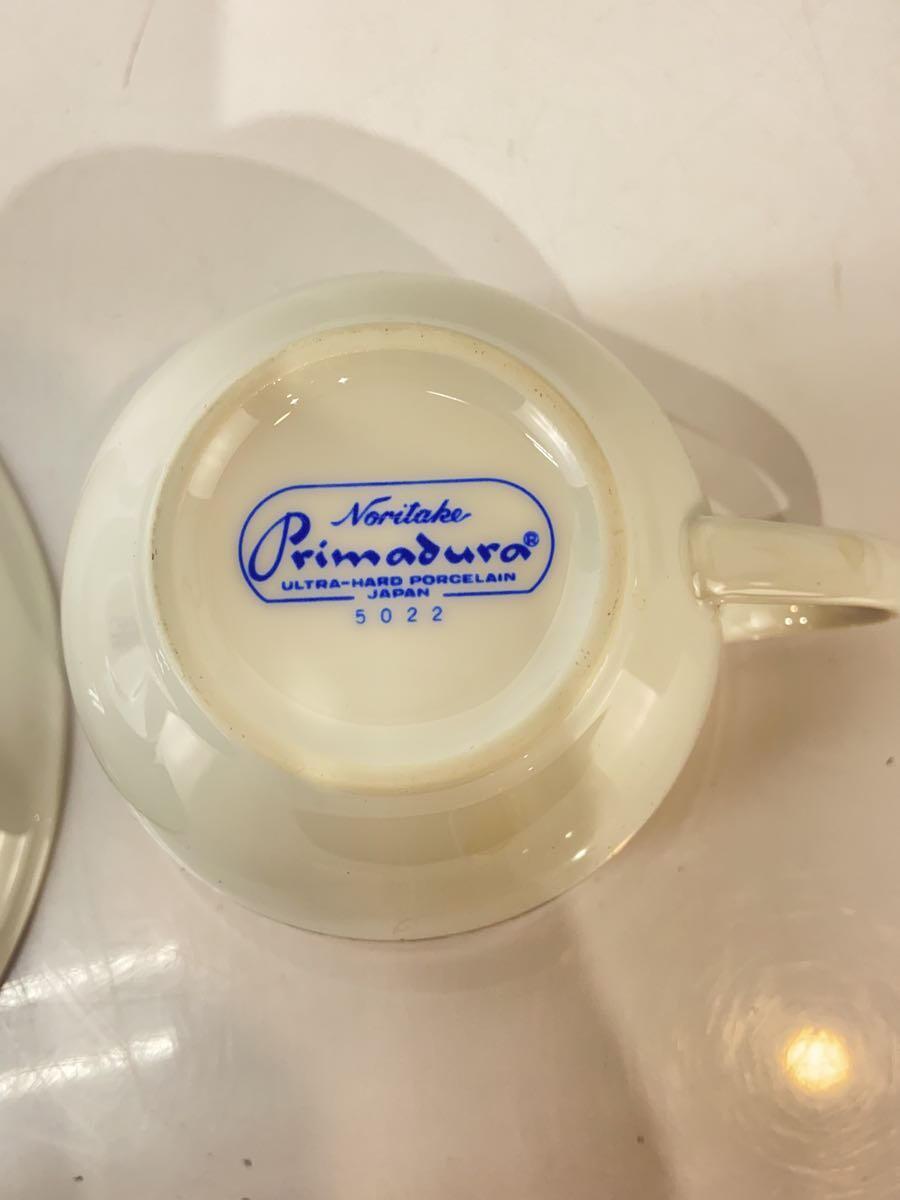 Noritake
Primadura®
ULTRA-HARD PORCELAIN
JAPAN
5022